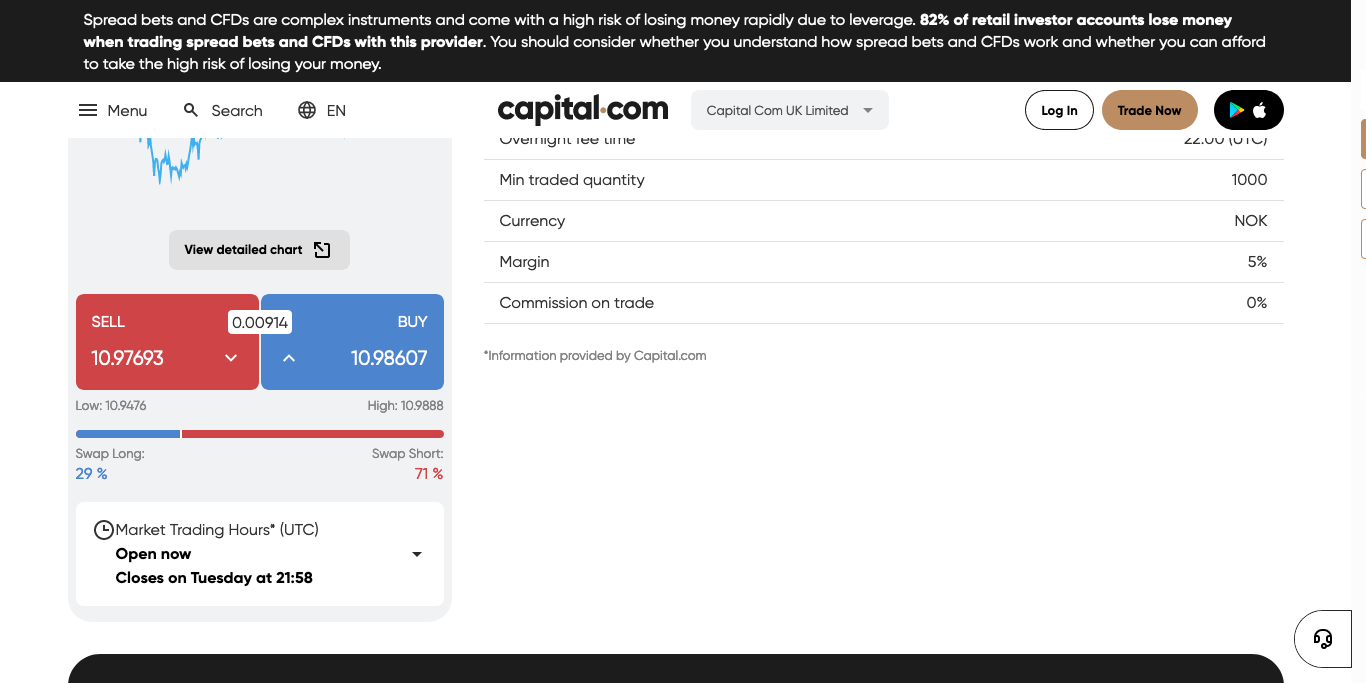 Spread bets and CFDs are complex instruments and come with a high risk of losing money rapidly due to leverage. 82% of retail investor accounts lose money
when trading spread bets and CFDs with this provider. You should consider whether you understand how spread bets and CFDs work and whether you can afford
to take the high risk of losing your money.
Menu Search EN capital.com Capital Com UK Limited Log In Trade Now
Overnight fee time 22:00 (UTC)
Min traded quantity 1000
Currency NOK
Margin 5%
Commission on trade 0%
*Information provided by Capital.com
View detailed chart
SELL 0.00914 BUY
10.97693 10.98607
Low: 10.9476 High: 10.9888
Swap Long: Swap Short:
29 % 71 %
Market Trading Hours* (UTC)
Open now
Closes on Tuesday at 21:58